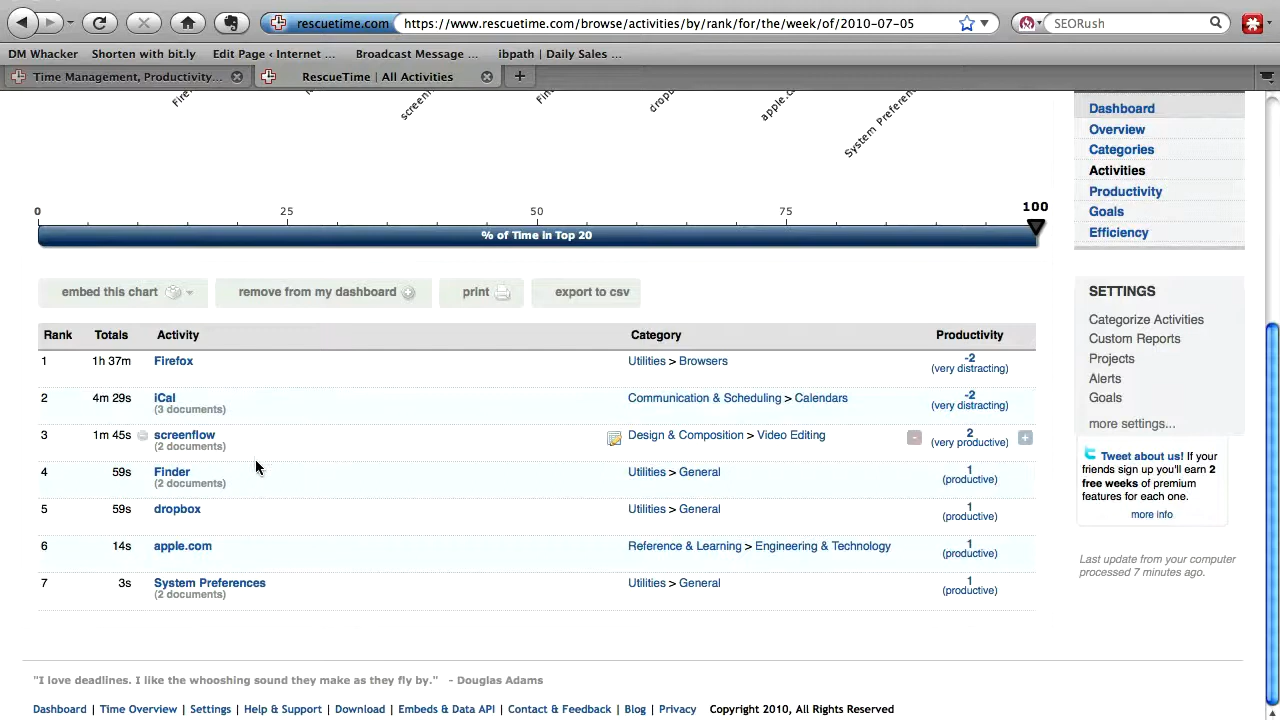 rescuetime.com https://www.rescuetime.com/browse/activities/by/rank/for/the/week/of/2010-07-05 SEORush
DM Whacker Shorten with bit.ly Edit Page ‹ Internet ... Broadcast Message ... ibpath | Daily Sales ...
Time Management, Productivity... RescueTime | All Activities
Dashboard
Overview
Categories
Activities
Productivity
Goals
Efficiency
0 25 50 75 100
% of Time in Top 20
embed this chart remove from my dashboard print export to csv
Rank Totals Activity Category Productivity
1 1h 37m Firefox Utilities > Browsers -2
(very distracting)
2 4m 29s iCal Communication & Scheduling > Calendars -2
(3 documents) (very distracting)
3 1m 45s screenflow Design & Composition > Video Editing - 2 +
(2 documents) (very productive)
4 59s Finder Utilities > General 1
(2 documents) (productive)
5 59s dropbox Utilities > General 1
(productive)
6 14s apple.com Reference & Learning > Engineering & Technology 1
(productive)
7 3s System Preferences Utilities > General 1
(2 documents) (productive)
SETTINGS
Categorize Activities
Custom Reports
Projects
Alerts
Goals
more settings...
Tweet about us! If your
friends sign up you'll earn 2
free weeks of premium
features for each one.
more info
Last update from your computer
processed 7 minutes ago.
"I love deadlines. I like the whooshing sound they make as they fly by." - Douglas Adams
Dashboard | Time Overview | Settings | Help & Support | Download | Embeds & Data API | Contact & Feedback | Blog | Privacy Copyright 2010, All Rights Reserved